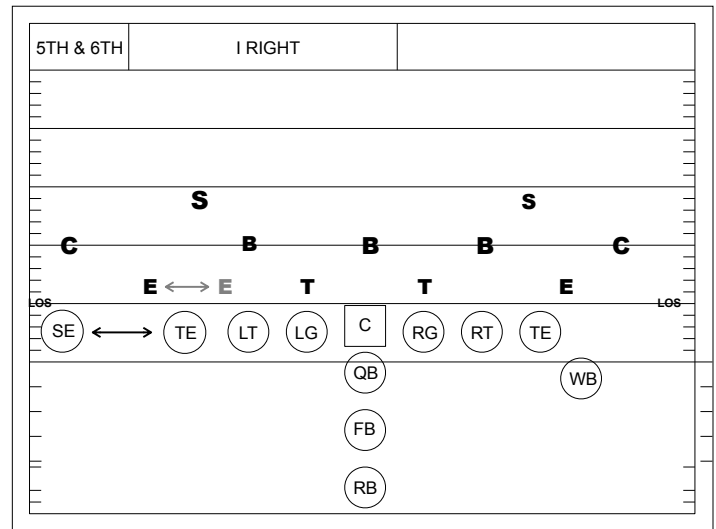 5TH & 6TH I RIGHT
S S
C B B B C
E E T T E
LOS LOS
SE TE LT LG C RG RT TE
QB WB
FB
RB